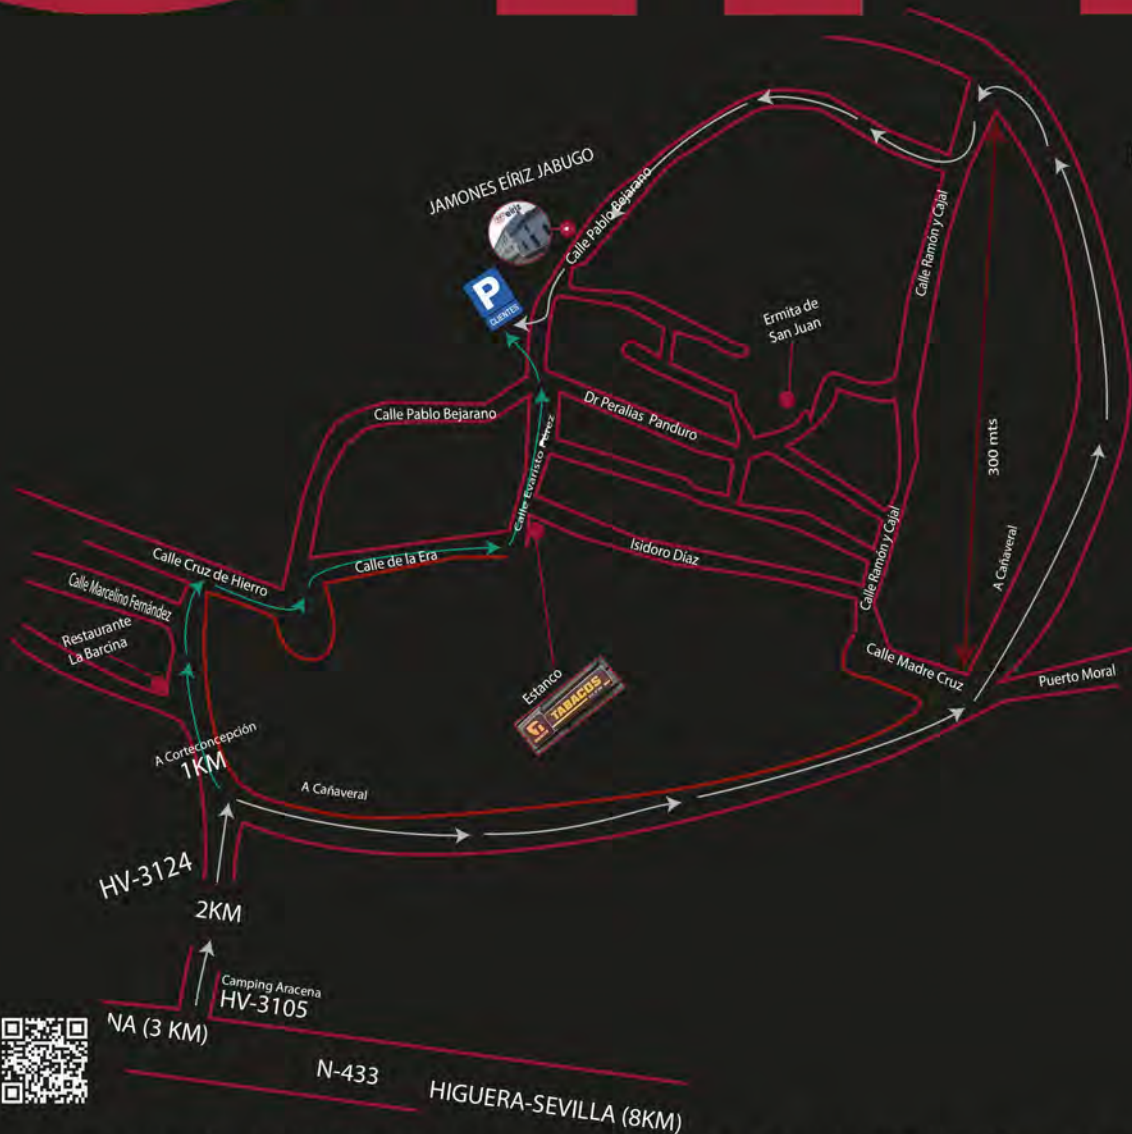 JAMONES EÍRIZ JABUGO
Calle Pablo Bejarano
P
CLIENTES
Calle Ramón y Cajal
Ermita de
San Juan
Calle Pablo Bejarano
Dr Peralias Panduro
Calle Evaristo Pérez
300 mts
Calle Cruz de Hierro
Calle de la Era
Isidoro Díaz
Calle Ramón y Cajal
A Cañaveral
Calle Marcelino Fernández
Restaurante
La Barcina
Calle Madre Cruz
Puerto Moral
Estanco
TABACOS
A Corteconcepción
1KM
A Cañaveral
HV-3124
2KM
Camping Aracena
HV-3105
NA (3 KM)
N-433
HIGUERA-SEVILLA (8KM)